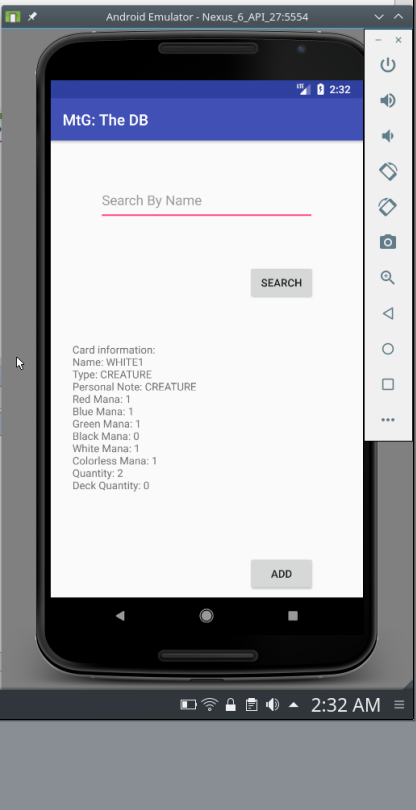 Android Emulator - Nexus_6_API_27:5554
LTE 2:32
MtG: The DB
Search By Name
SEARCH
Card information:
Name: WHITE1
Type: CREATURE
Personal Note: CREATURE
Red Mana: 1
Blue Mana: 1
Green Mana: 1
Black Mana: 0
White Mana: 1
Colorless Mana: 1
Quantity: 2
Deck Quantity: 0
ADD
2:32 AM